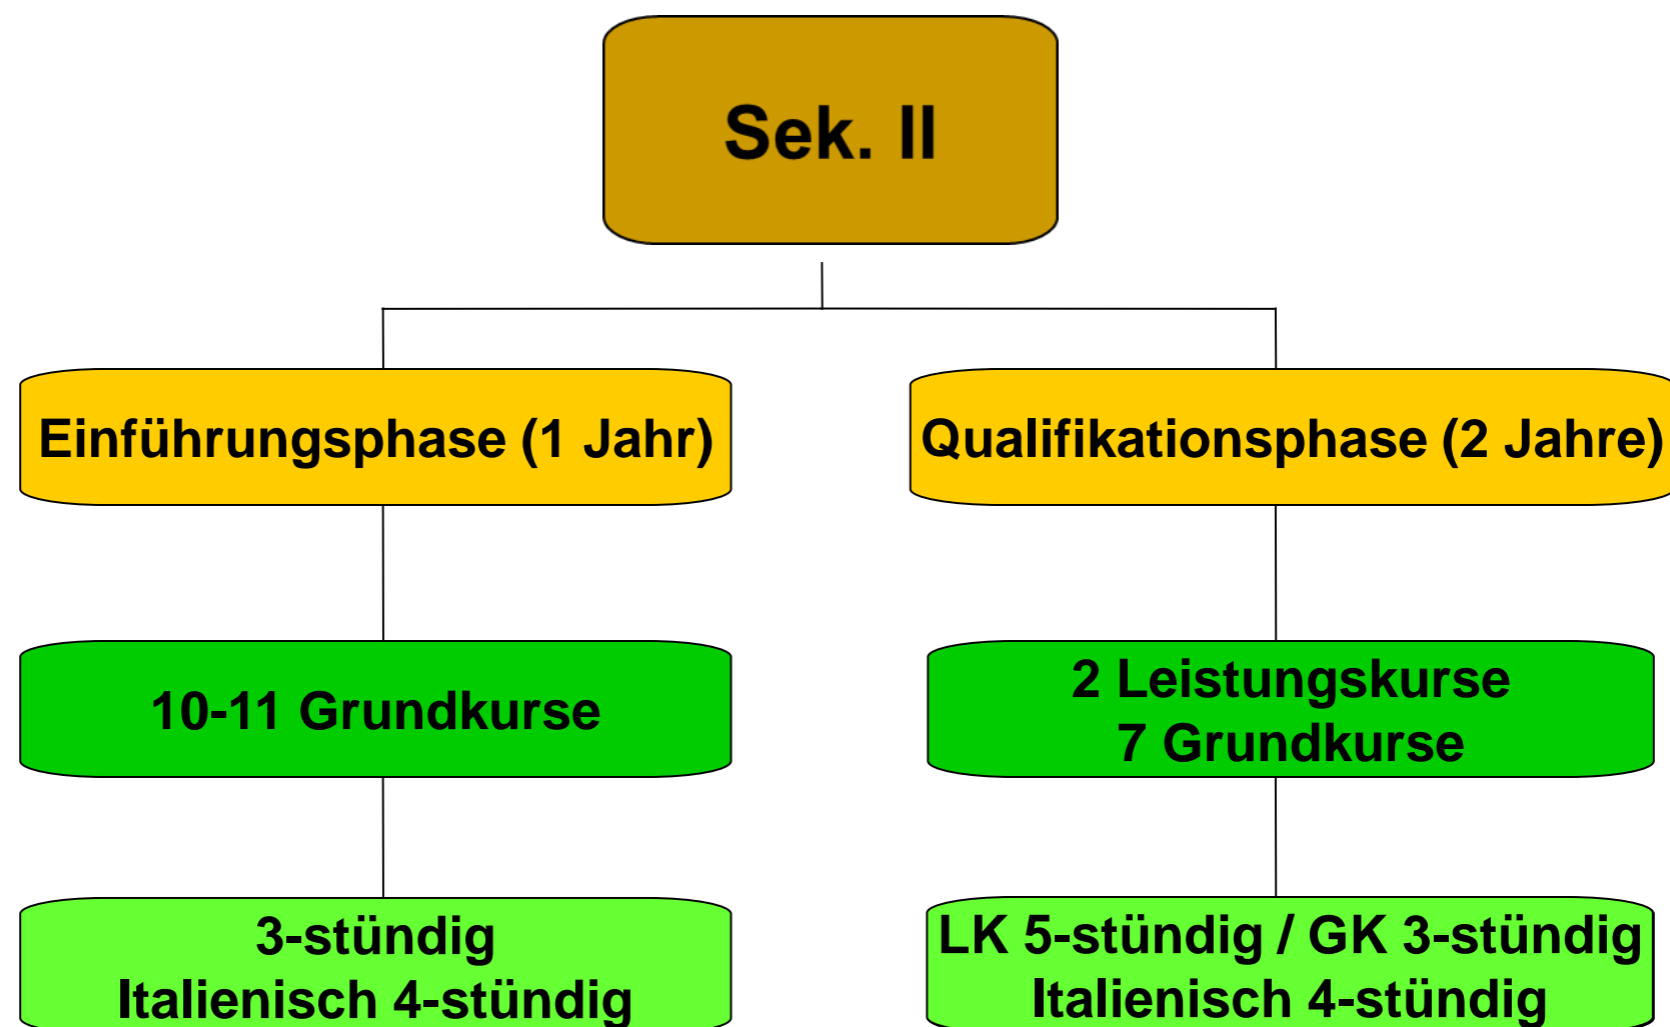 Sek. II
Einführungsphase (1 Jahr)
Qualifikationsphase (2 Jahre)
10-11 Grundkurse
2 Leistungskurse
7 Grundkurse
3-stündig
Italienisch 4-stündig
LK 5-stündig / GK 3-stündig
Italienisch 4-stündig